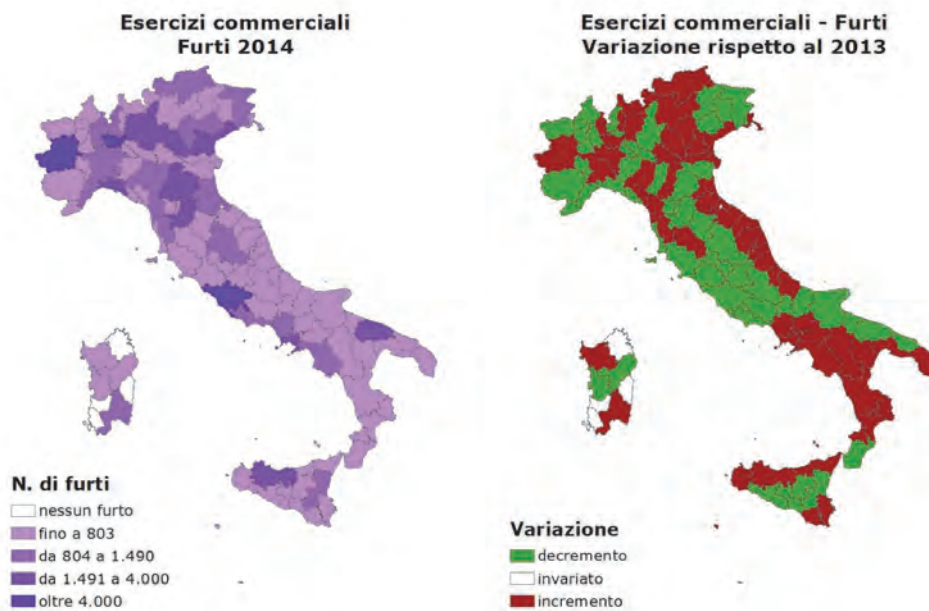 Esercizi commerciali
Furti 2014
Esercizi commerciali - Furti
Variazione rispetto al 2013
N. di furti
nessun furto
fino a 803
da 804 a 1.490
da 1.491 a 4.000
oltre 4.000
Variazione
decremento
invariato
incremento